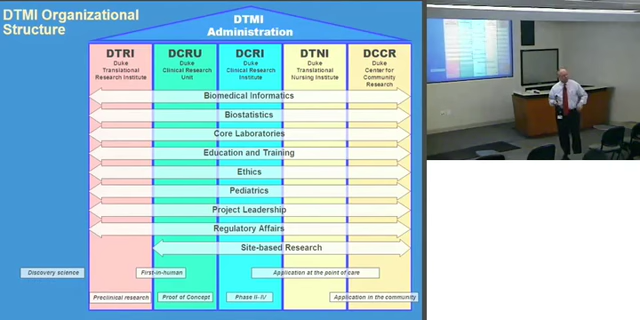 DTMI Organizational
Structure
DTMI
Administration
DTRI
Duke
Translational
Research Institute
DCRU
Duke
Clinical Research
Unit
DCRI
Duke
Clinical Research
Institute
DTNI
Duke
Translational
Nursing Institute
DCCR
Duke
Center for
Community
Research
Biomedical Informatics
Biostatistics
Core Laboratories
Education and Training
Ethics
Pediatrics
Project Leadership
Regulatory Affairs
Site-based Research
Discovery science
First-in-human
Application at the point of care
Preclinical research
Proof of Concept
Phase II-
Application in the community